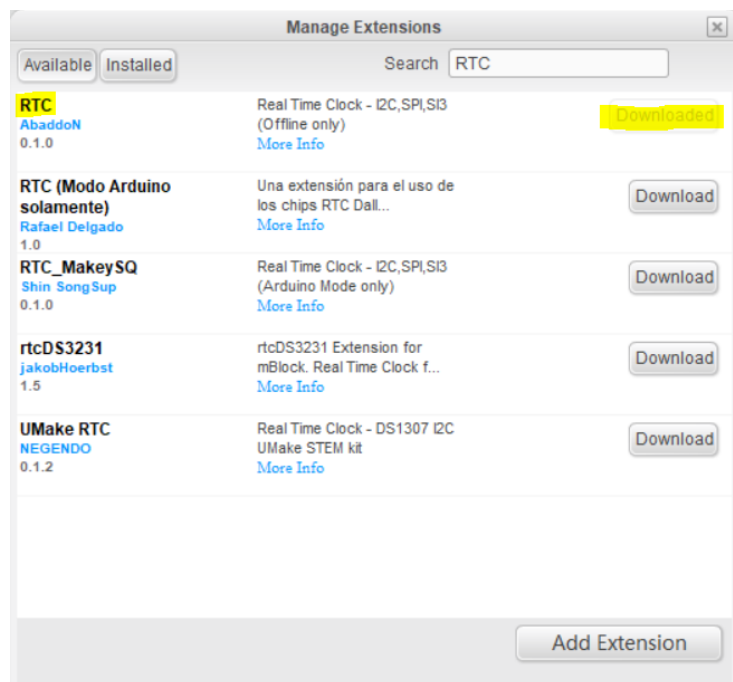 Manage Extensions
Available Installed Search RTC
RTC
AbaddoN
0.1.0
Real Time Clock - I2C,SPI,SI3
(Offline only)
More Info
Downloaded
RTC (Modo Arduino
solamente)
Rafael Delgado
1.0
Una extensión para el uso de
los chips RTC Dall...
More Info
Download
RTC_MakeySQ
Shin SongSup
0.1.0
Real Time Clock - I2C,SPI,SI3
(Arduino Mode only)
More Info
Download
rtcDS3231
jakobHoerbst
1.5
rtcDS3231 Extension for
mBlock. Real Time Clock f...
More Info
Download
UMake RTC
NEGENDO
0.1.2
Real Time Clock - DS1307 I2C
UMake STEM kit
More Info
Download
Add Extension